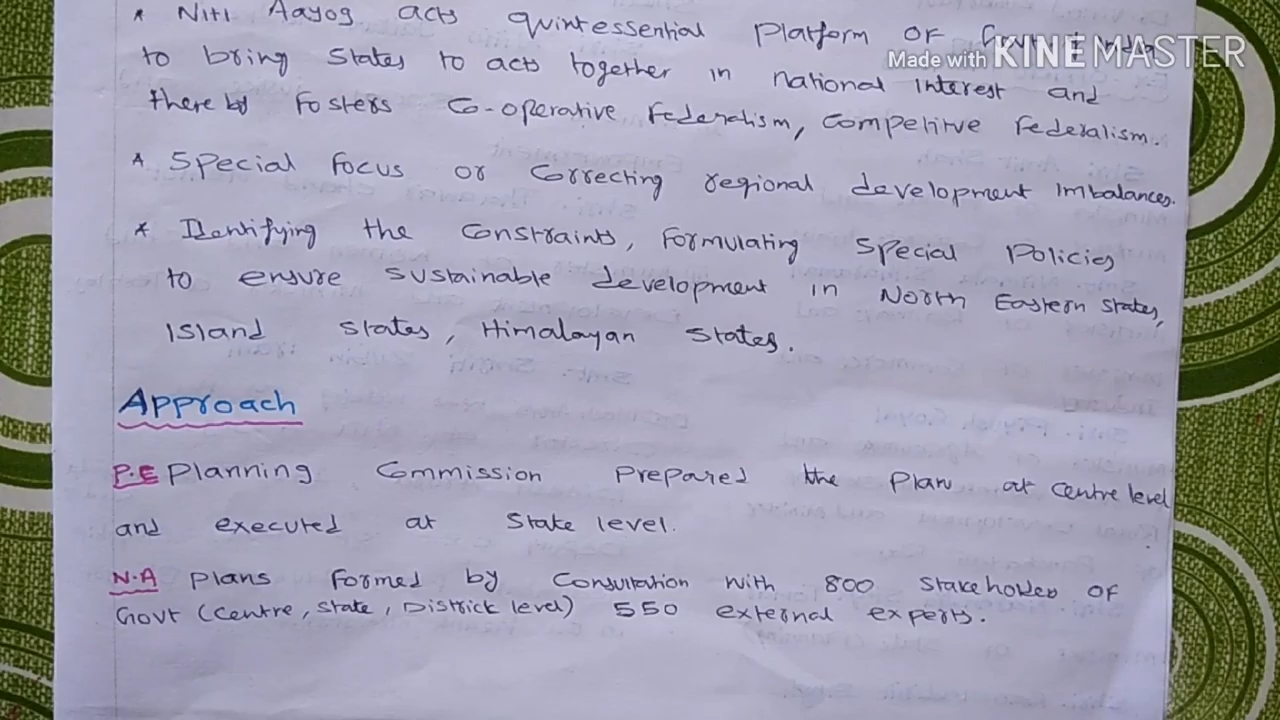 * Niti Aayog acts quintessential Platform of Govt of India
Made with KINEMASTER
to bring States to acts together in national interest and
there by Fosters Co-operative Federalism, Competitive Federalism.
* Special Focus on Correcting regional development Imbalances.
* Identifying the Constraints, Formulating Special Policies
to ensure sustainable development in North Eastern States,
Island States, Himalayan States.
Approach
P.E Planning Commission Prepared the Plan at Centre level
and executed at State level.
N.A Plans Formed by Consultation with 800 Stakeholder OF
Govt (Centre, State, District level) 550 external experts.